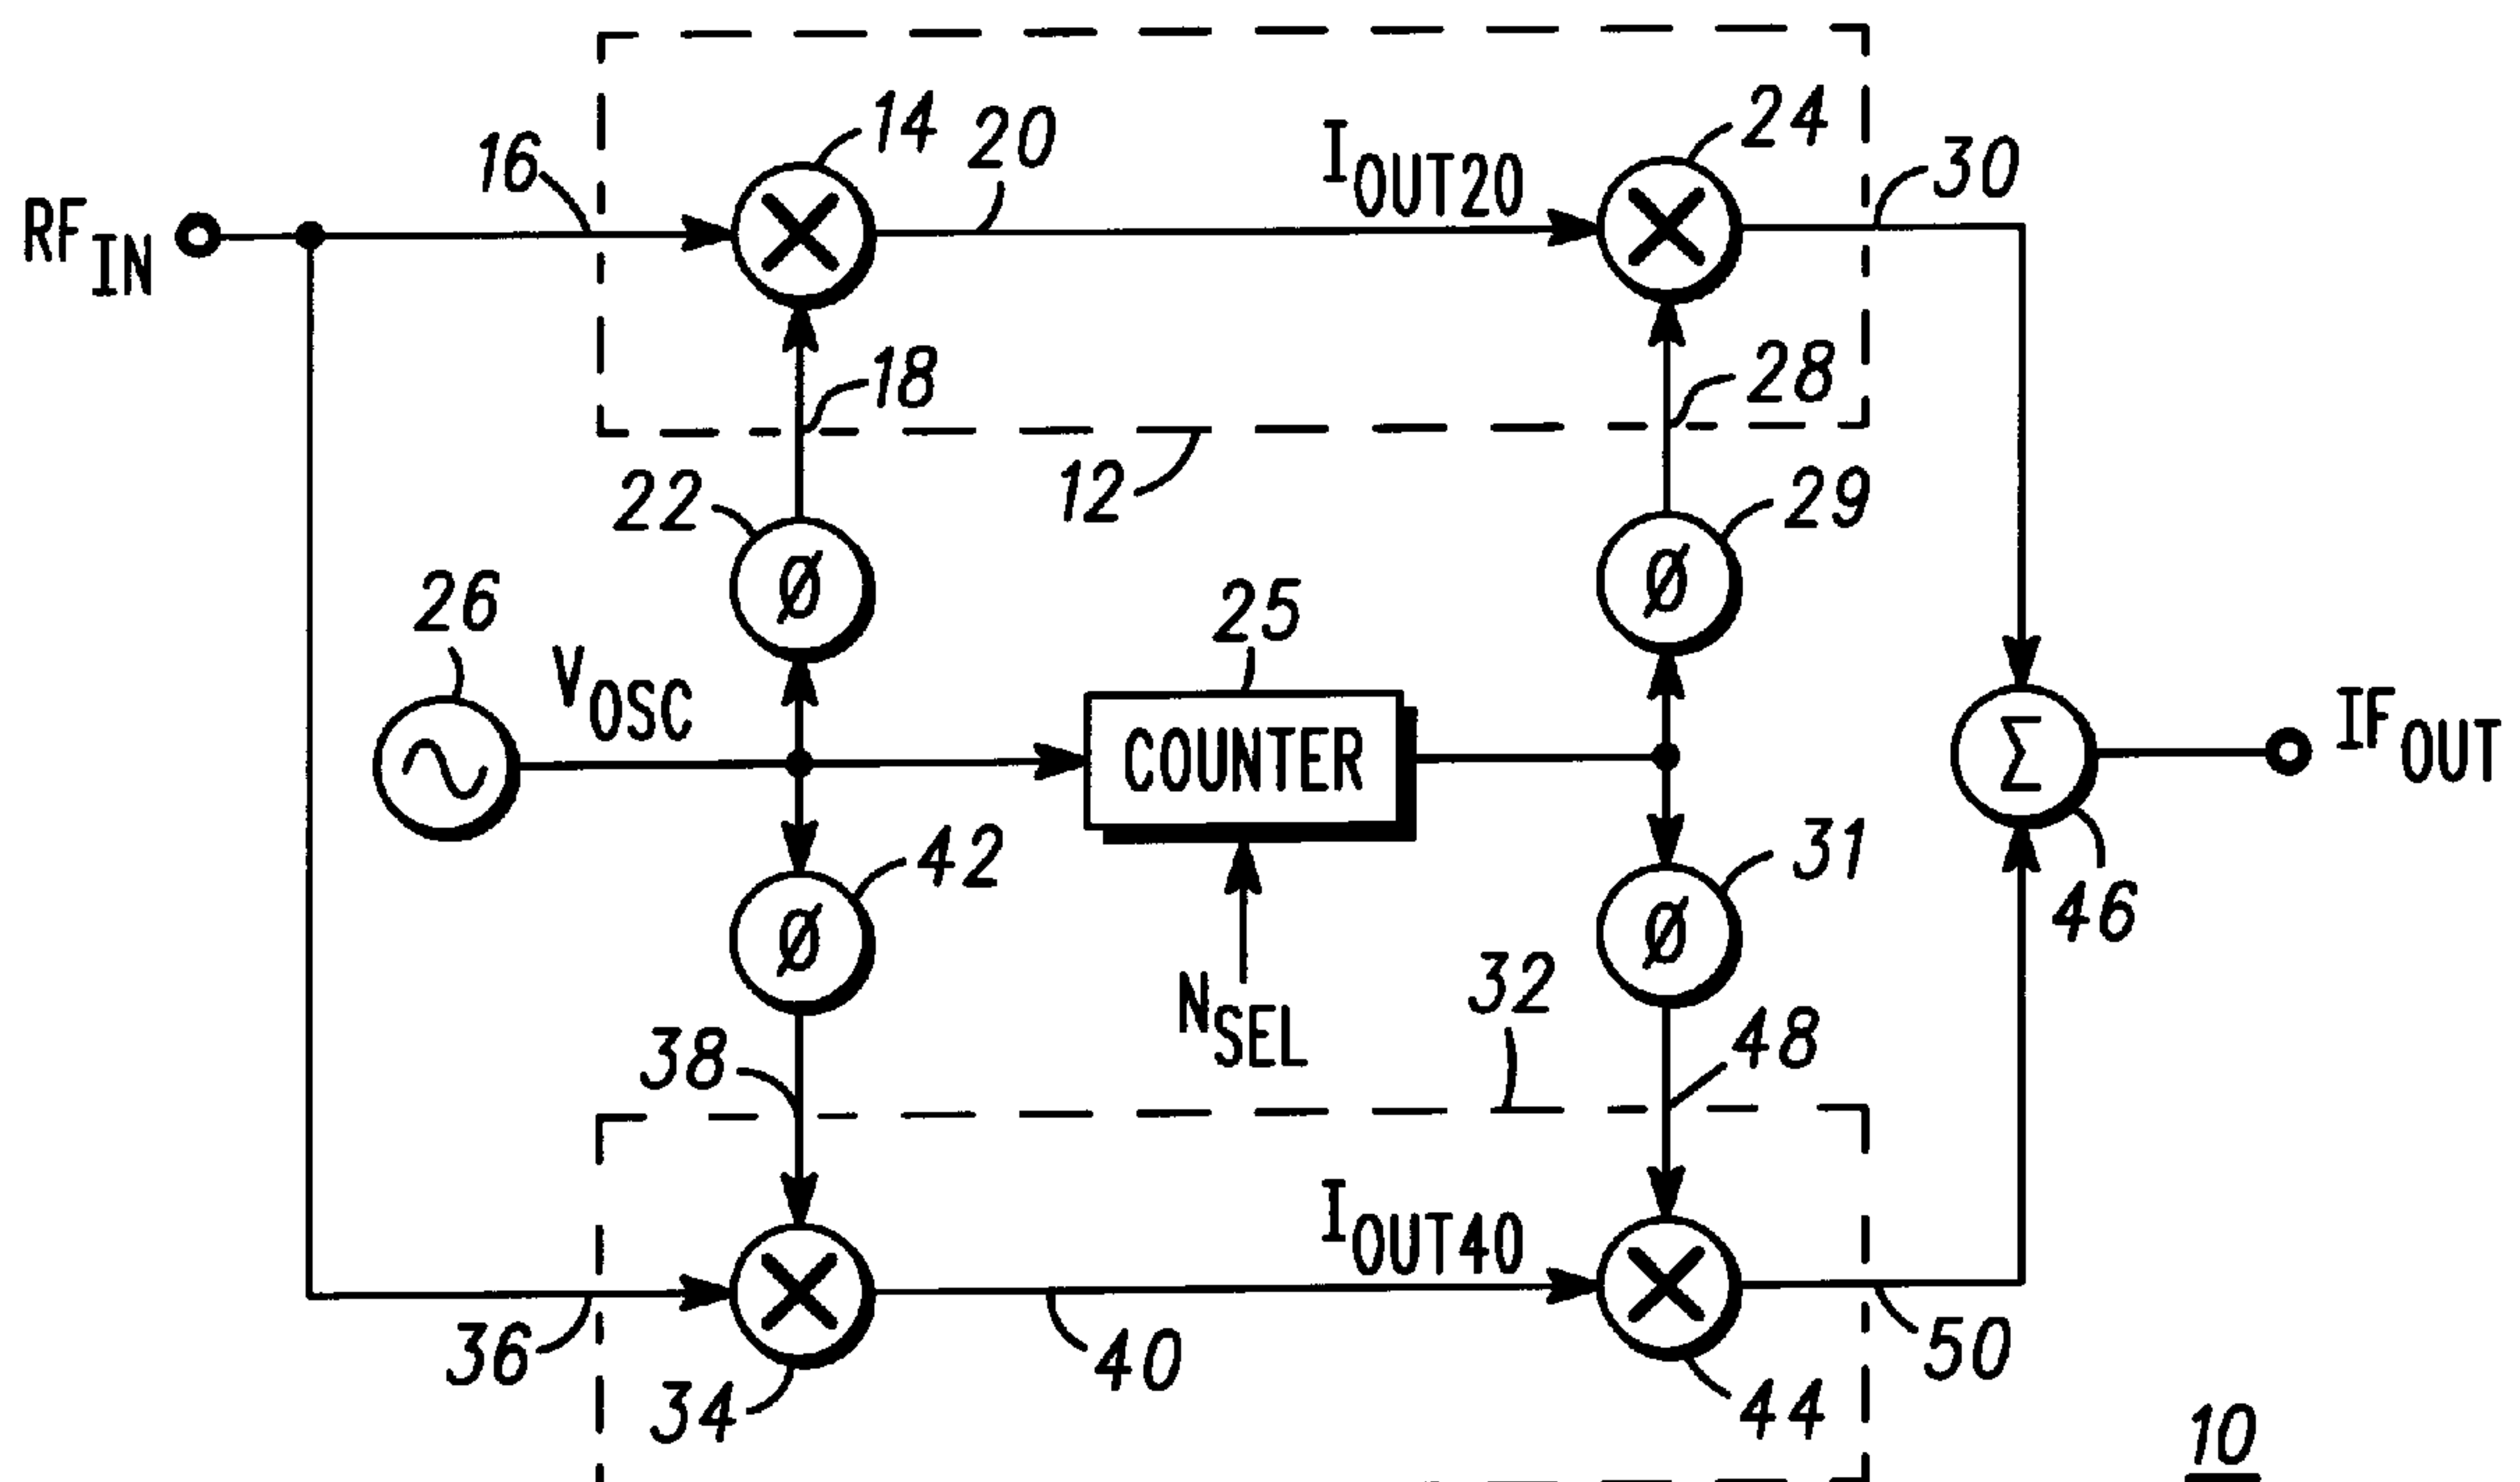 14
20
I OUT20
24
16
30
RF IN
18
28
12
22
29
26
25
V OSC
Ø
Ø
COUNTER
Σ
IF OUT
42
31
Ø
Ø
46
N SEL
32
38
48
I OUT40
36
40
50
34
44
10